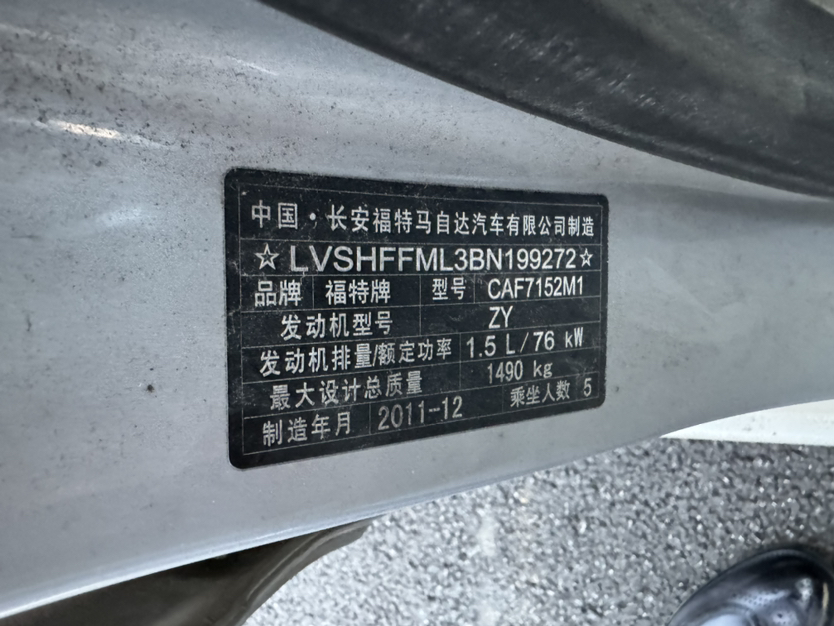 中国·长安福特马自达汽车有限公司制造
☆LVSHFFML3BN199272☆
品牌 福特牌 型号 CAF7152M1
发动机型号 ZY
发动机排量/额定功率 1.5 L/76 kW
最大设计总质量 1490 kg
制造年月 2011-12 乘坐人数 5